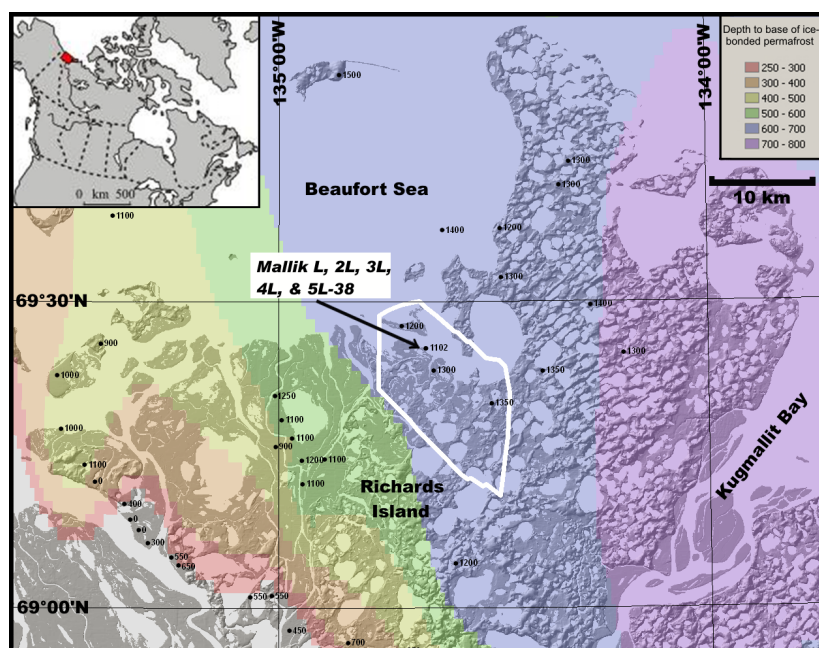 Depth to base of ice-
bonded permafrost
250 - 300
300 - 400
400 - 500
500 - 600
600 - 700
700 - 800
0 km 500
135°00'W
134°00'W
1500
Beaufort Sea
10 km
1300
1300
1100
1400
1200
Mallik L, 2L, 3L,
4L, & 5L-38
1300
69°30'N
1400
1200
900
1102
1300
1000
1300
1350
1250
1350
1100
1000
1100
900
1200
1100
1100
0
1100
Richards
Island
Kugmallit Bay
400
0
0
300
550
650
1200
550
550
69°00'N
450
700